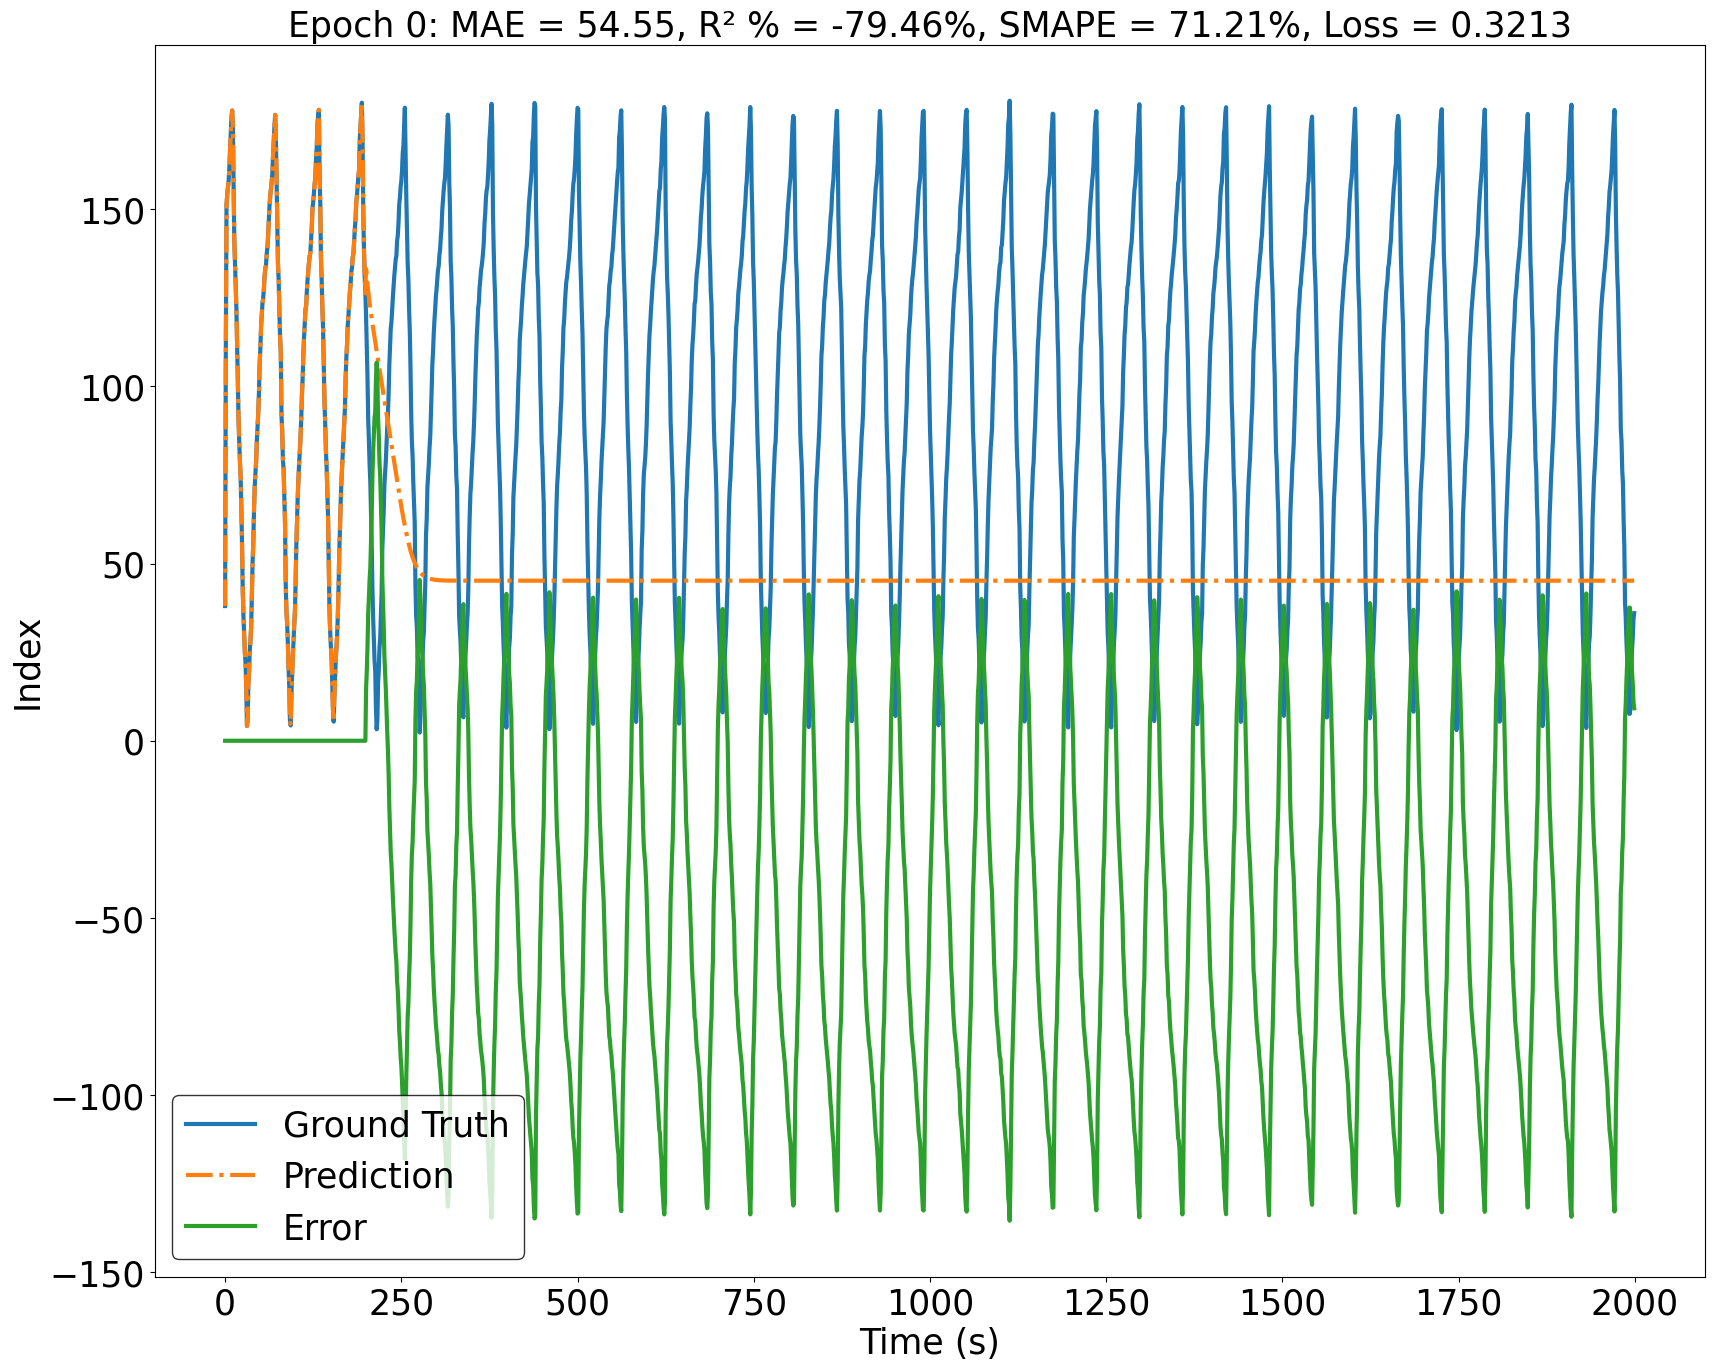 Epoch 0: MAE = 54.55, R² % = -79.46%, SMAPE = 71.21%, Loss = 0.3213
Index
150
100
50
0
−50
−100
−150
Ground Truth
Prediction
Error
0 250 500 750 1000 1250 1500 1750 2000
Time (s)